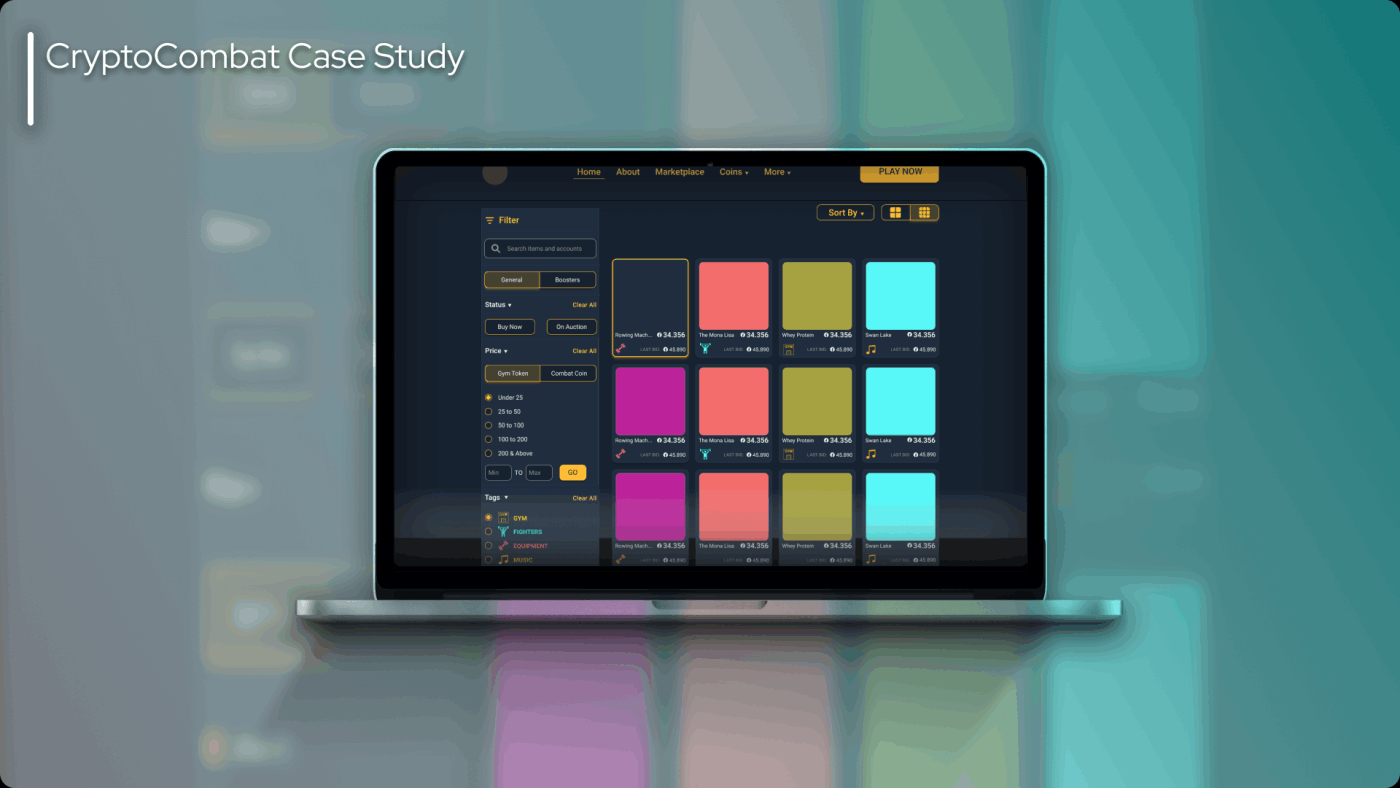 CryptoCombat Case Study
Home About Marketplace Coins More
PLAY NOW
Sort By
Filter
Search items and accounts
General Boosters
Status Clear All
Buy Now On Auction
Price Clear All
Gym Token Combat Coin
Under 25
25 to 50
50 to 100
100 to 200
200 & Above
Min TO Max GO
Tags Clear All
GYM
FIGHTERS
EQUIPMENT
MUSIC
Rowing Mach... 34.356 The Mona Lisa 34.356 Whey Protein 34.356 Swan Lake 34.356
LAST BID 45.890 LAST BID 45.890 LAST BID 45.890 LAST BID 45.890
Rowing Mach... 34.356 The Mona Lisa 34.356 Whey Protein 34.356 Swan Lake 34.356
LAST BID 45.890 LAST BID 45.890 LAST BID 45.890 LAST BID 45.890
Rowing Mach... 34.356 The Mona Lisa 34.356 Whey Protein 34.356 Swan Lake 34.356
LAST BID 45.890 LAST BID 45.890 LAST BID 45.890 LAST BID 45.890